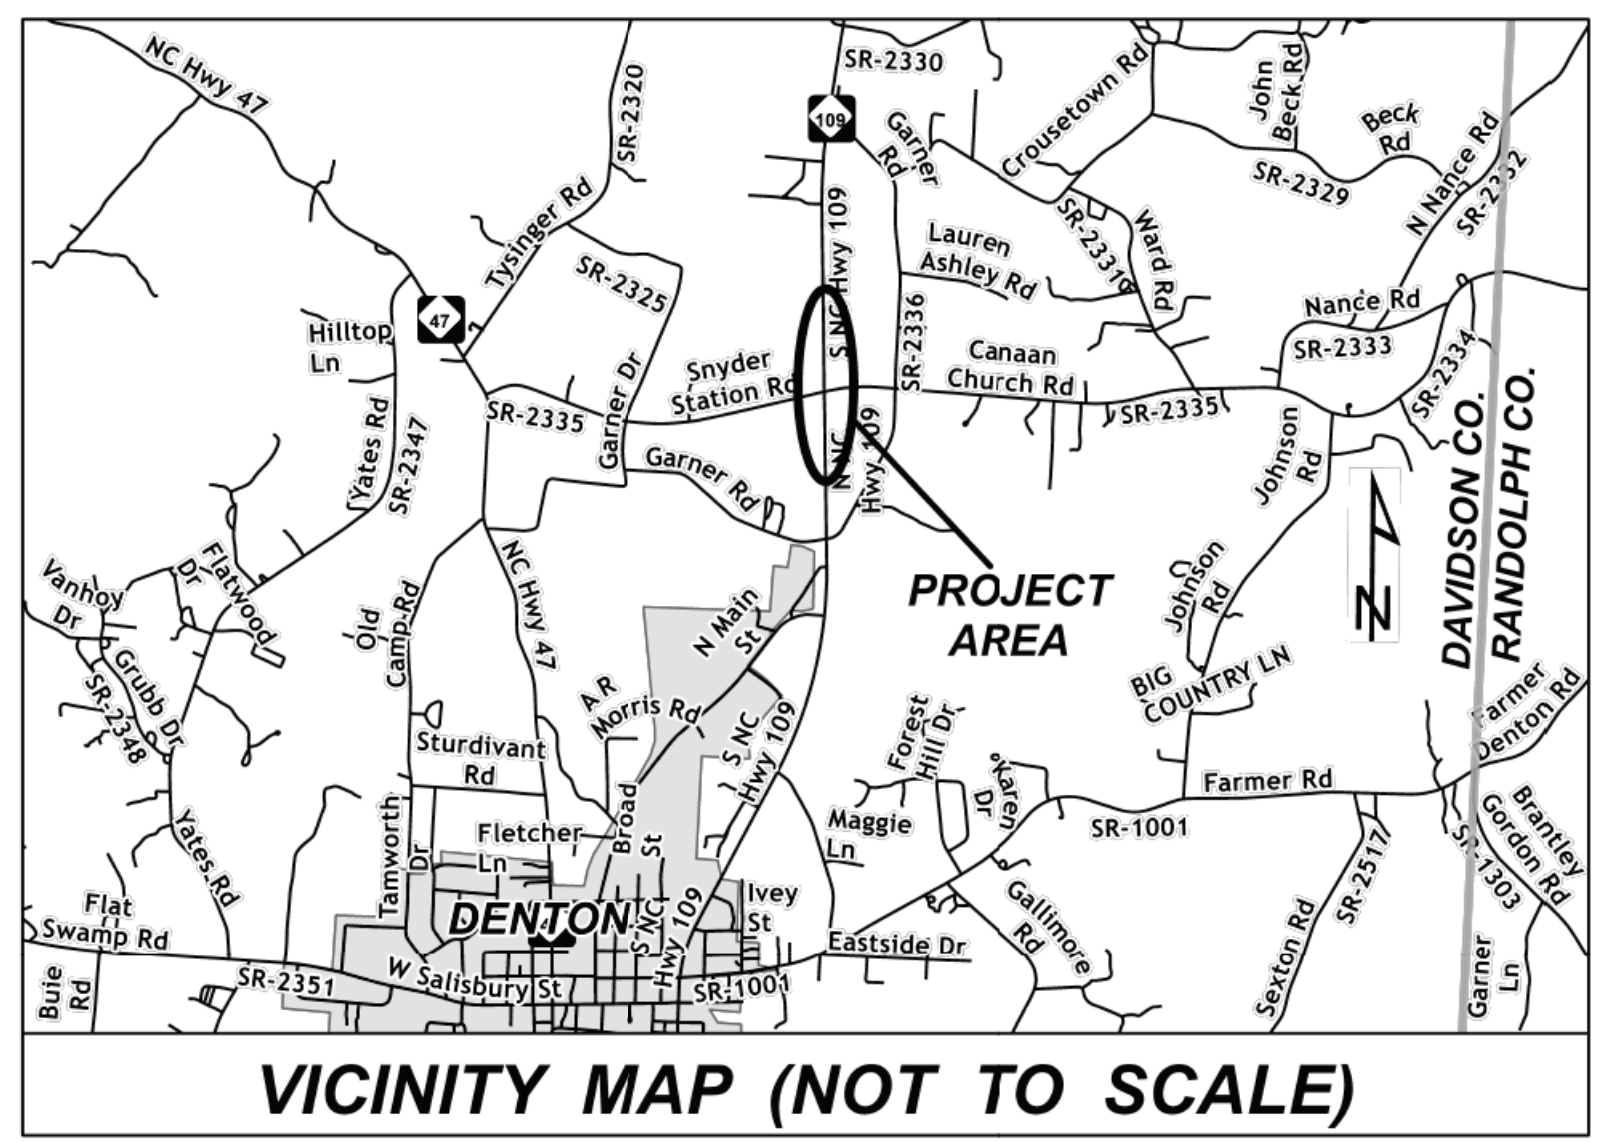 NC Hwy 47
SR-2320
SR-2330
109
Garner
Rd
Crousetown Rd
John
Beck Rd
Beck
Rd
SR-2329
N Nance Rd
SR-2332
Tysinger Rd
SR-2325
S NC Hwy 109
Lauren
Ashley Rd
SR-2331
Ward Rd
47
Hilltop
Ln
SR-2336
Nance Rd
SR-2333
SR-2334
Snyder
Station Rd
Canaan
Church Rd
SR-2335
SR-2335
Garner Dr
Yates Rd
SR-2347
N NC
Hwy 109
Garner Rd
Johnson
Rd
DAVIDSON CO.
RANDOLPH CO.
N
Vanhoy
Dr
Flatwood
Dr
NC Hwy 47
Old
Camp Rd
N Main
St
PROJECT
AREA
Johnson
Rd
BIG
COUNTRY LN
Grubb Dr
SR-2348
A R
Morris Rd
S NC
Hwy 109
Forest
Hill Dr
Farmer
Denton Rd
Sturdivant
Rd
Karen
Dr
Farmer Rd
SR-1001
Maggie
Ln
Tamworth
Dr
Fletcher
Ln
Broad
St
Yates Rd
SR-2517
SR-1303
Brantley
Gordon Rd
Flat
Swamp Rd
DENTON
S NC
Hwy 109
Ivey
St
Eastside Dr
Gallimore
Rd
Sexton Rd
Garner
Ln
Buie
Rd
SR-2351
W Salisbury St
SR-1001
VICINITY MAP (NOT TO SCALE)